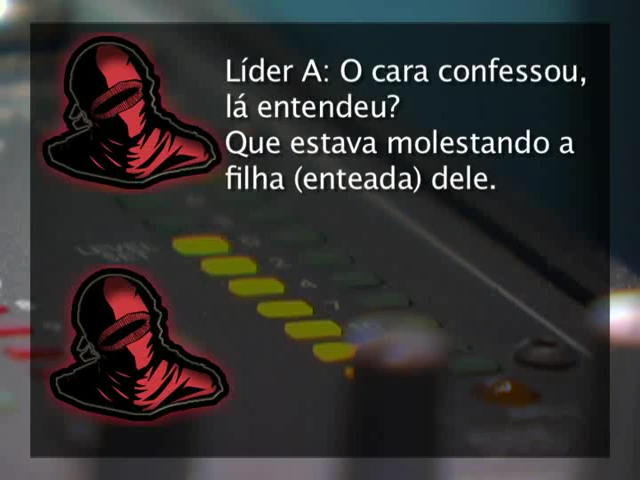 Líder A: O cara confessou,
lá entendeu?
Que estava molestando a
filha (enteada) dele.